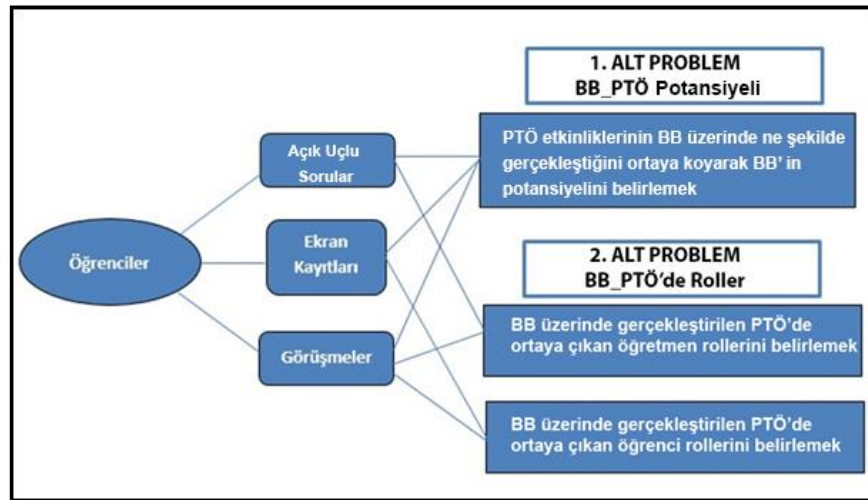 Öğrenciler
Açık Uçlu
Sorular
Ekran
Kayıtları
Görüşmeler
1. ALT PROBLEM
BB_PTÖ Potansiyeli
PTÖ etkinliklerinin BB üzerinde ne şekilde
gerçekleştiğini ortaya koyarak BB' in
potansiyelini belirlemek
2. ALT PROBLEM
BB_PTÖ'de Roller
BB üzerinde gerçekleştirilen PTÖ'de
ortaya çıkan öğretmen rollerini belirlemek
BB üzerinde gerçekleştirilen PTÖ'de
ortaya çıkan öğrenci rollerini belirlemek